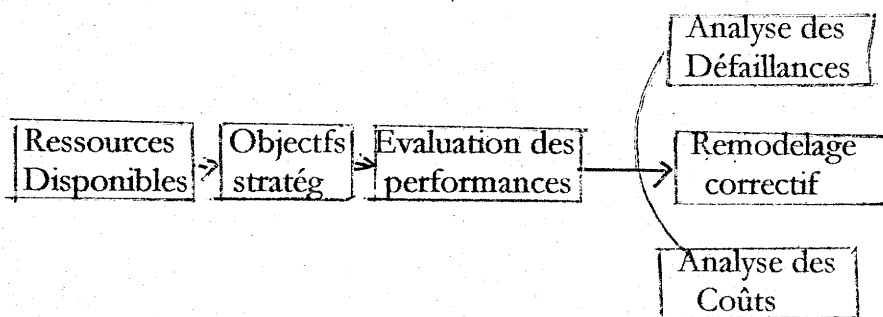 Analyse des
Défaillances
Ressources
Disponibles
Objectfs
stratég
Evaluation des
performances
Remodelage
correctif
Analyse des
Coûts